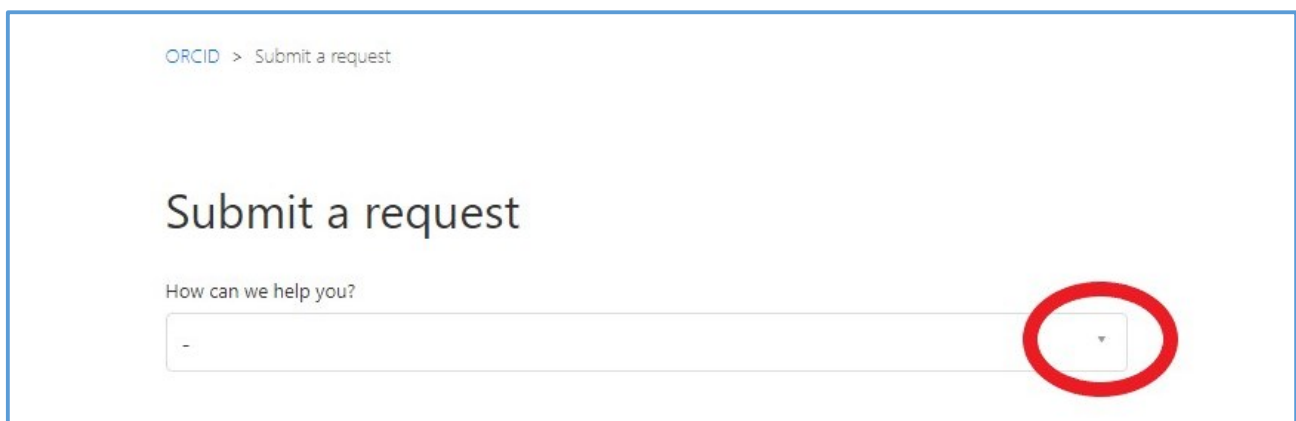 ORCID > Submit a request
Submit a request
How can we help you?
-